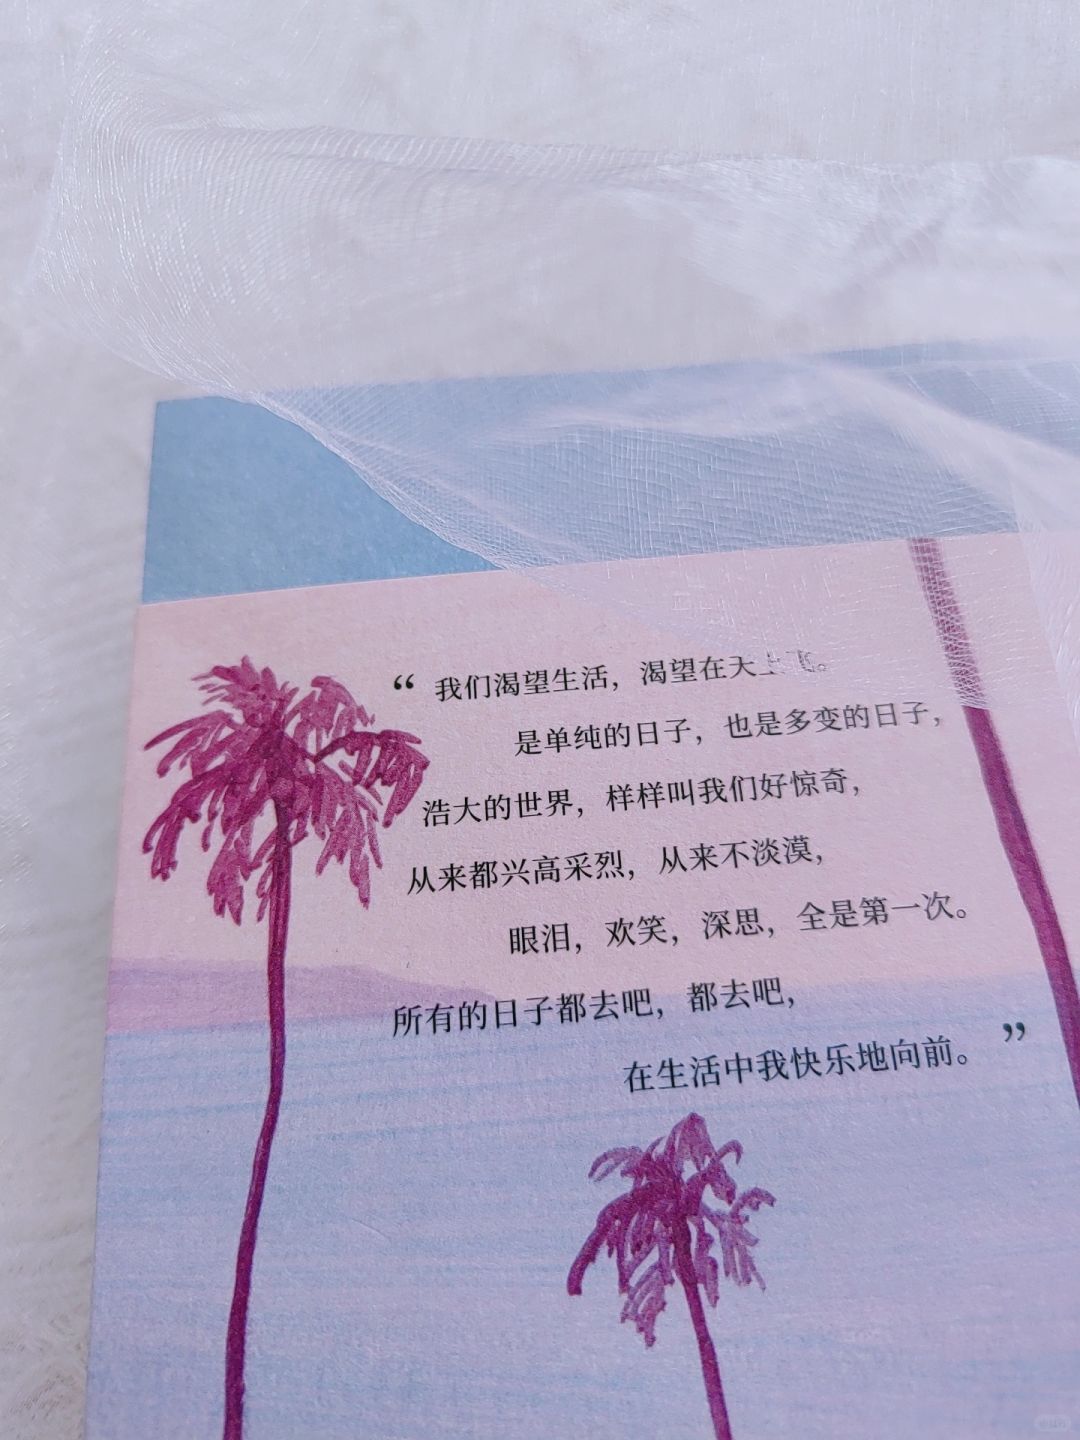 “我们渴望生活，渴望在天上飞。
是单纯的日子，也是多变的日子，
浩大的世界，样样叫我们好惊奇，
从来都兴高采烈，从来不淡漠，
眼泪，欢笑，深思，全是第一次。
所有的日子都去吧，都去吧，
在生活中我快乐地向前。”